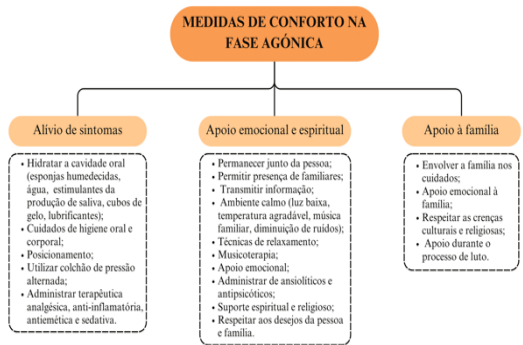 MEDIDAS DE CONFORTO NA
FASE AGÓNICA
Alívio de sintomas
• Hidratar a cavidade oral
(esponjas humedecidas,
água, estimulantes da
produção de saliva, cubos de
gelo, lubrificantes);
• Cuidados de higiene oral e
corporal;
• Posicionamento;
• Utilizar colchão de pressão
alternada;
• Administrar terapêutica
analgésica, anti-inflamatória,
antiemética e sedativa.
Apoio emocional e espiritual
• Permanecer junto da pessoa;
• Permitir presença de familiares;
• Transmitir informação;
• Ambiente calmo (luz baixa,
temperatura agradável, música
familiar, diminuição de ruídos);
• Técnicas de relaxamento;
• Musicoterapia;
• Apoio emocional;
• Administrar de ansiolíticos e
antipsicóticos;
• Suporte espiritual e religioso;
• Respeitar aos desejos da pessoa
e família.
Apoio à família
• Envolver a família nos
cuidados;
• Apoio emocional à
família;
• Respeitar as crenças
culturais e religiosas;
• Apoio durante o
processo de luto.